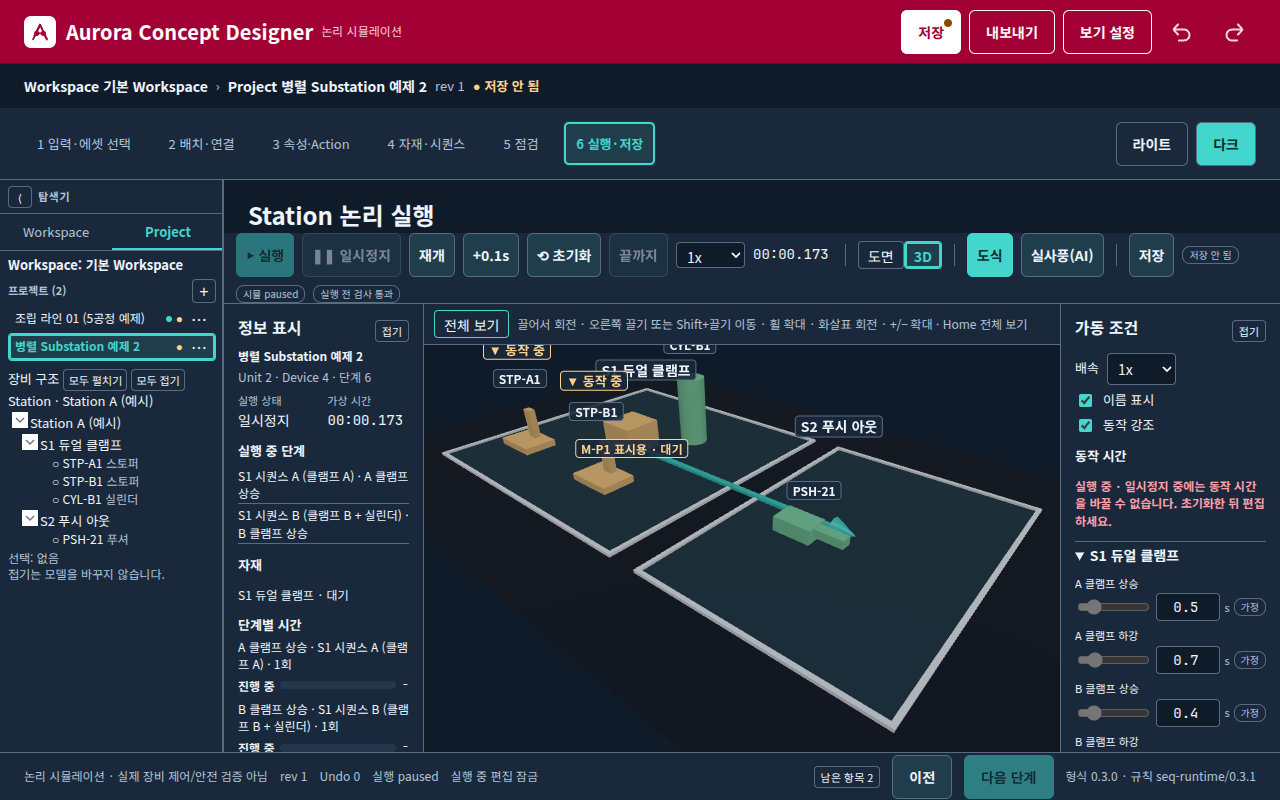 Aurora Concept Designer 논리 시뮬레이션
저장 내보내기 보기 설정
Workspace 기본 Workspace › Project 병렬 Substation 예제 2 rev 1 ● 저장 안 됨
1 입력·에셋 선택 2 배치·연결 3 속성·Action 4 자재·시퀀스 5 점검 6 실행·저장
라이트 다크
탐색기
Workspace Project
Workspace: 기본 Workspace
프로젝트 (2) +
조립 라인 01 (5공정 예제) ● ● ···
병렬 Substation 예제 2 ● ···
장비 구조 모두 펼치기 모두 접기
Station · Station A (예시)
Station A (예시)
S1 듀얼 클램프
○ STP-A1 스토퍼
○ STP-B1 스토퍼
○ CYL-B1 실린더
S2 푸시 아웃
○ PSH-21 푸셔
선택: 없음
접기는 모델을 바꾸지 않습니다.
Station 논리 실행
▸ 실행 ❚❚ 일시정지 재개 +0.1s ⟲ 초기화 끝까지 1x 00:00.173 도면 3D 도식 실사풍(AI) 저장 저장 안 됨
시뮬 paused 실행 전 검사 통과
정보 표시 접기
병렬 Substation 예제 2
Unit 2 · Device 4 · 단계 6
실행 상태 가상 시간
일시정지 00:00.173
실행 중 단계
S1 시퀀스 A (클램프 A) · A 클램프
상승
S1 시퀀스 B (클램프 B + 실린더) ·
B 클램프 상승
자재
S1 듀얼 클램프 · 대기
단계별 시간
A 클램프 상승 · S1 시퀀스 A (클램
프 A) · 1회
진행 중 -
B 클램프 상승 · S1 시퀀스 B (클램
프 B + 실린더) · 1회
진행 중 -
전체 보기 끌어서 회전 · 오른쪽 끌기 또는 Shift+끌기 이동 · 휠 확대 · 화살표 회전 · +/− 확대 · Home 전체 보기
▼ 동작 중
CYL-B1
S1 듀얼 클램프
STP-A1
▼ 동작 중
STP-B1
M-P1 표시용 · 대기
S2 푸시 아웃
PSH-21
가동 조건 접기
배속 1x
이름 표시
동작 강조
동작 시간
실행 중 · 일시정지 중에는 동작 시간
을 바꿀 수 없습니다. 초기화한 뒤 편집
하세요.
▼ S1 듀얼 클램프
A 클램프 상승
0.5 s 가정
A 클램프 하강
0.7 s 가정
B 클램프 상승
0.4 s 가정
B 클램프 하강
논리 시뮬레이션 · 실제 장비 제어/안전 검증 아님 rev 1 Undo 0 실행 paused 실행 중 편집 잠금
남은 항목 2 이전 다음 단계 형식 0.3.0 · 규칙 seq-runtime/0.3.1